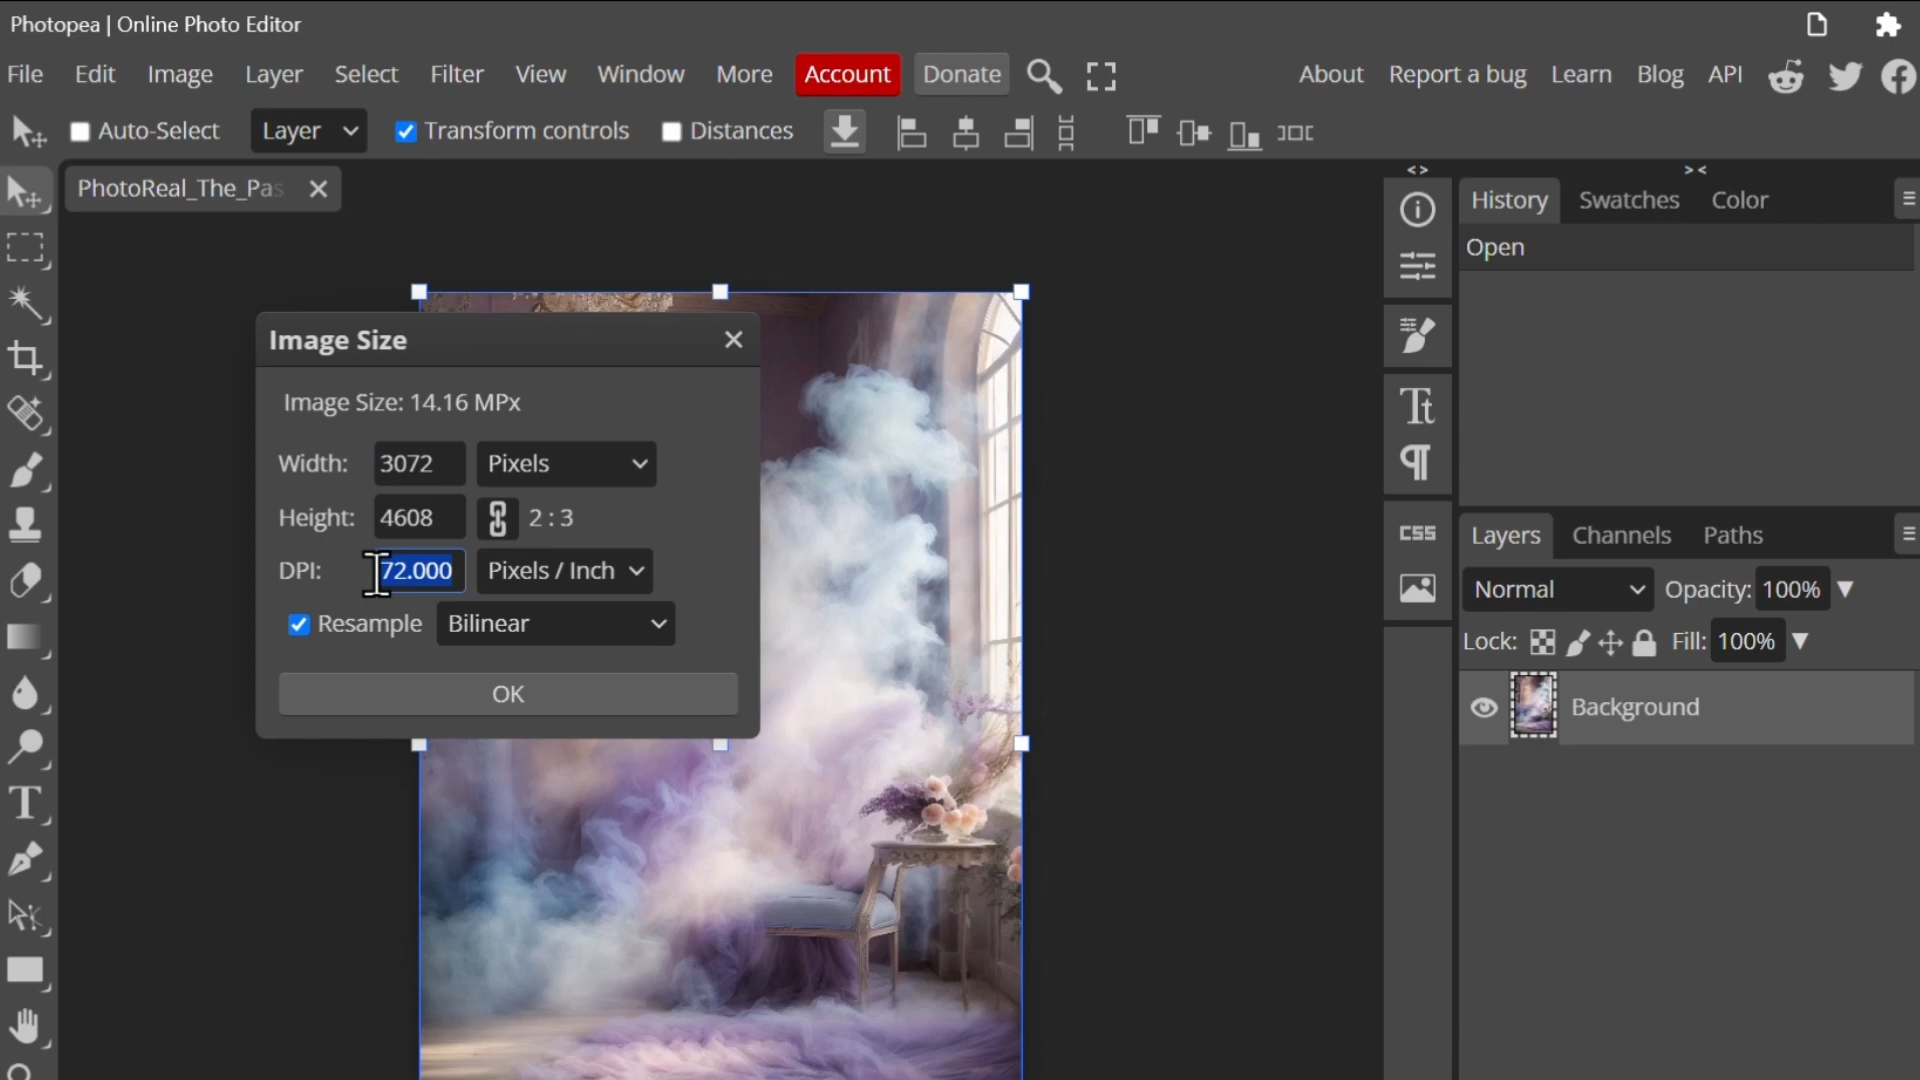 Photopea | Online Photo Editor
File Edit Image Layer Select Filter View Window More Account Donate About Report a bug Learn Blog API
Auto-Select Layer Transform controls Distances
PhotoReal_The_Pas
History Swatches Color
Open
Image Size
Image Size: 14.16 MPx
Width: 3072 Pixels
Height: 4608 2 : 3
DPI: 72.000 Pixels / Inch
Resample Bilinear
OK
CSS
Layers Channels Paths
Normal Opacity: 100%
Lock: Fill: 100%
Background